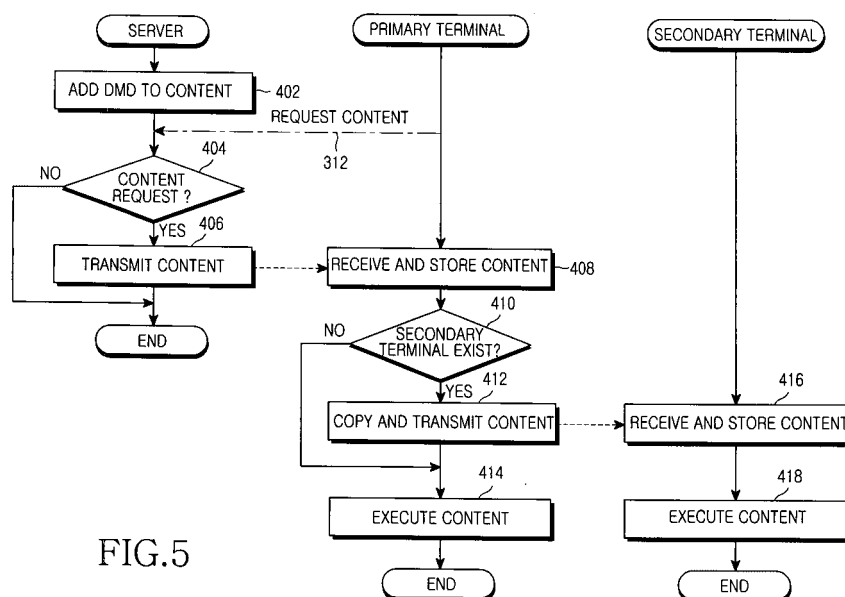 SERVER
PRIMARY TERMINAL
SECONDARY TERMINAL
ADD DMD TO CONTENT
402
REQUEST CONTENT
312
404
NO
CONTENT
REQUEST ?
YES
406
TRANSMIT CONTENT
RECEIVE AND STORE CONTENT
408
END
410
NO
SECONDARY
TERMINAL EXIST?
YES
412
COPY AND TRANSMIT CONTENT
416
RECEIVE AND STORE CONTENT
414
EXECUTE CONTENT
418
EXECUTE CONTENT
END
END
FIG.5